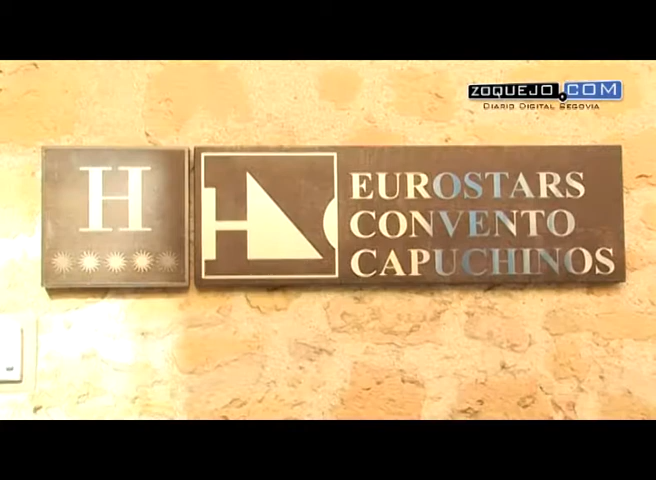 ZOQUEJO.COM
DIARIO DIGITAL SEGOVIA
H
EUROSTARS
CONVENTO
CAPUCHINOS